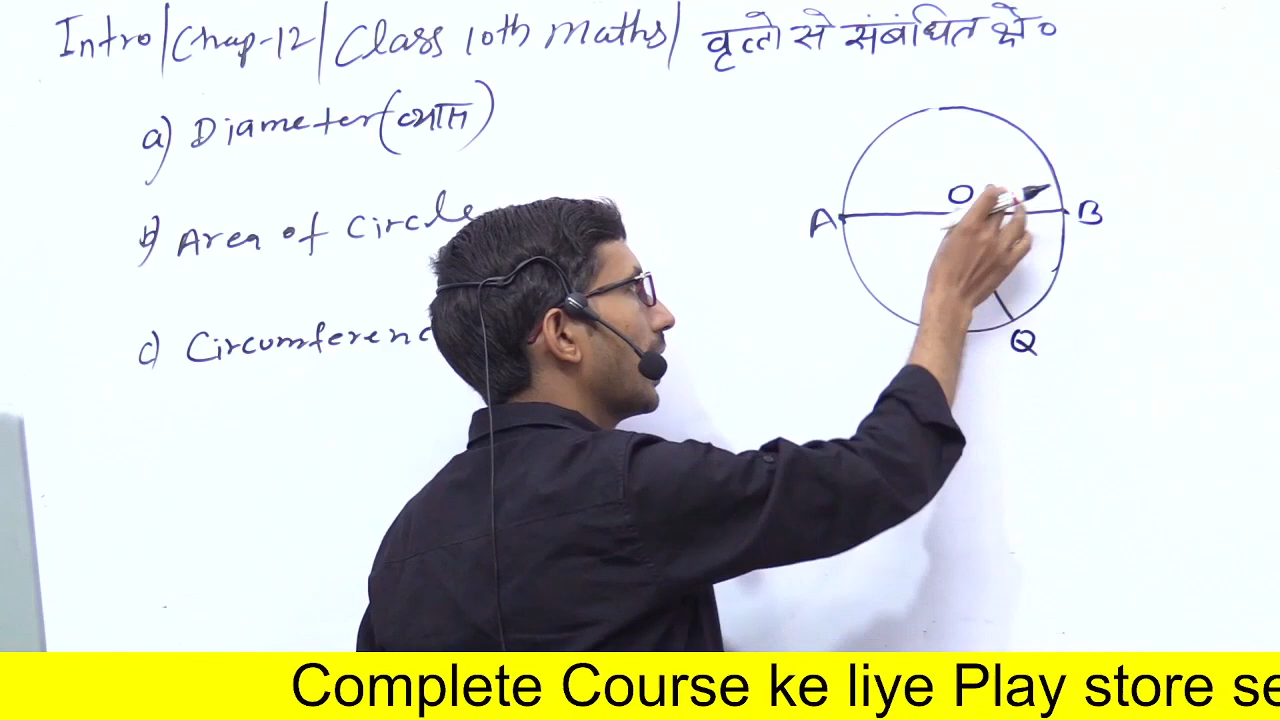 Intro/Chap-12/Class 10th Maths/ वृत्तो से संबंधित क्षे०
a) Diameter (व्यास)
b) Area of Circle
c) Circumferenc
A O B
Q
Complete Course ke liye Play store se